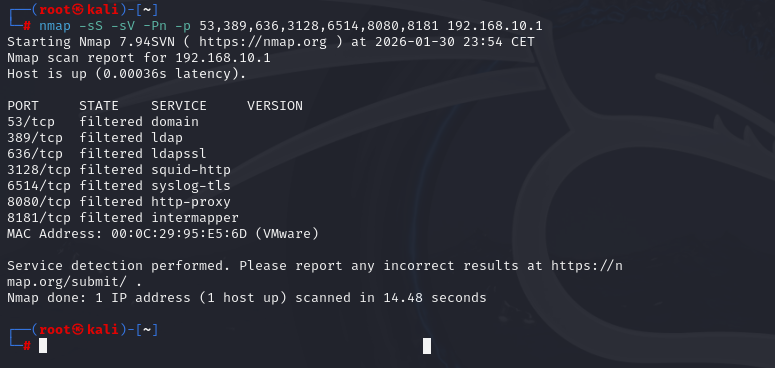 ┌──(root㉿kali)-[~]
└─# nmap -sS -sV -Pn -p 53,389,636,3128,6514,8080,8181 192.168.10.1
Starting Nmap 7.94SVN ( https://nmap.org ) at 2026-01-30 23:54 CET
Nmap scan report for 192.168.10.1
Host is up (0.00036s latency).

PORT     STATE    SERVICE     VERSION
53/tcp   filtered domain
389/tcp  filtered ldap
636/tcp  filtered ldapssl
3128/tcp filtered squid-http
6514/tcp filtered syslog-tls
8080/tcp filtered http-proxy
8181/tcp filtered intermapper
MAC Address: 00:0C:29:95:E5:6D (VMware)

Service detection performed. Please report any incorrect results at https://n
map.org/submit/ .
Nmap done: 1 IP address (1 host up) scanned in 14.48 seconds

┌──(root㉿kali)-[~]
└─#